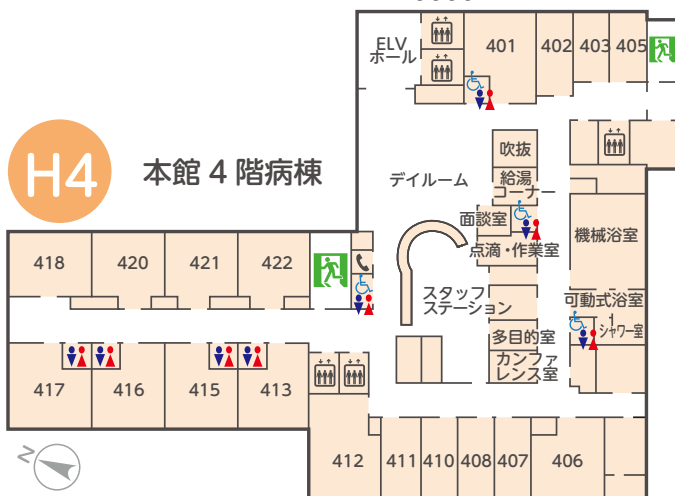 ELV
ホール
401
402
403
405
H4
本館 4 階病棟
吹抜
デイルーム
給湯
コーナー
面談室
機械浴室
点滴・作業室
418
420
421
422
スタッフ
ステーション
可動式浴室
シャワー室
多目的室
カンファ
レンス室
417
416
415
413
412
411
410
408
407
406
N